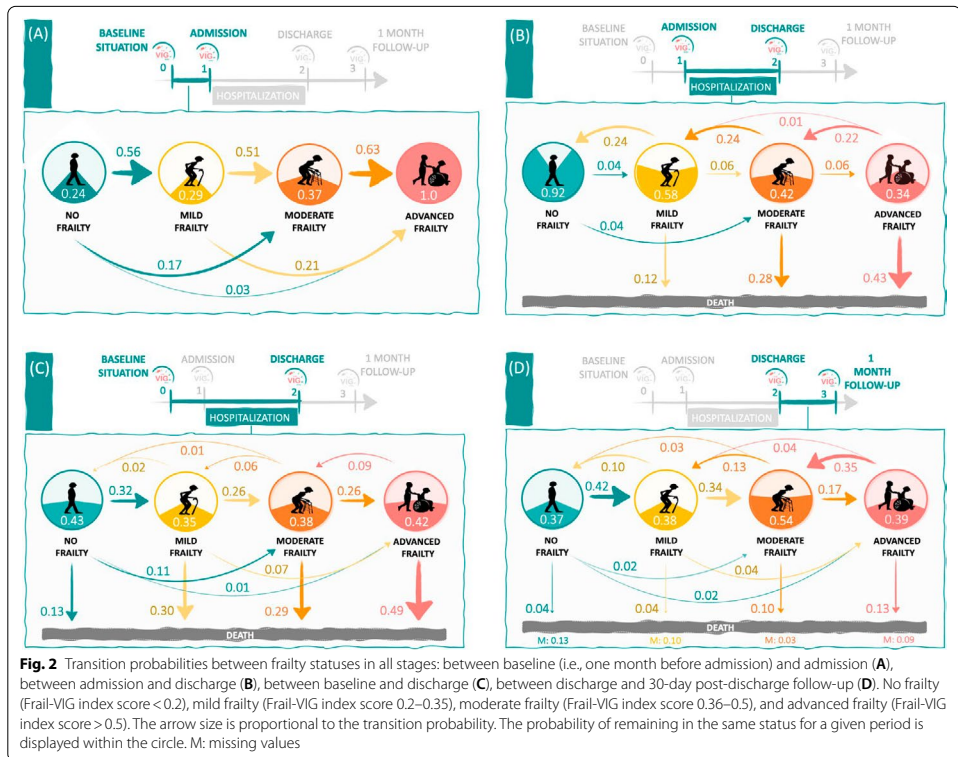 (A)
BASELINE SITUATION
ADMISSION
DISCHARGE
1 MONTH FOLLOW-UP
vig vig vig vig
0 1 2 3
HOSPITALIZATION
0.56 0.51 0.63
0.24 0.29 0.37 1.0
NO FRAILTY
MILD FRAILTY
MODERATE FRAILTY
ADVANCED FRAILTY
0.17 0.21
0.03
(B)
BASELINE SITUATION
ADMISSION
DISCHARGE
1 MONTH FOLLOW-UP
vig vig vig vig
0 1 2 3
HOSPITALIZATION
0.01
0.24 0.24 0.22
0.04 0.06 0.06
0.92 0.58 0.42 0.34
NO FRAILTY
MILD FRAILTY
MODERATE FRAILTY
ADVANCED FRAILTY
0.04
0.12 0.28 0.43
DEATH
(C)
BASELINE SITUATION
ADMISSION
DISCHARGE
1 MONTH FOLLOW-UP
vig vig vig vig
0 1 2 3
HOSPITALIZATION
0.01
0.02 0.06 0.09
0.32 0.26 0.26
0.43 0.35 0.38 0.42
NO FRAILTY
MILD FRAILTY
MODERATE FRAILTY
ADVANCED FRAILTY
0.11 0.07
0.01
0.13 0.30 0.29 0.49
DEATH
(D)
BASELINE SITUATION
ADMISSION
DISCHARGE
1 MONTH FOLLOW-UP
vig vig vig vig
0 1 2 3
HOSPITALIZATION
0.03 0.04
0.10 0.13 0.35
0.42 0.34 0.17
0.37 0.38 0.54 0.39
NO FRAILTY
MILD FRAILTY
MODERATE FRAILTY
ADVANCED FRAILTY
0.02 0.04
0.02
0.04 0.04 0.10 0.13
DEATH
M: 0.13 M: 0.10 M: 0.03 M: 0.09
Fig. 2 Transition probabilities between frailty statuses in all stages: between baseline (i.e., one month before admission) and admission (A),
between admission and discharge (B), between baseline and discharge (C), between discharge and 30-day post-discharge follow-up (D). No frailty
(Frail-VIG index score < 0.2), mild frailty (Frail-VIG index score 0.2–0.35), moderate frailty (Frail-VIG index score 0.36–0.5), and advanced frailty (Frail-VIG
index score > 0.5). The arrow size is proportional to the transition probability. The probability of remaining in the same status for a given period is
displayed within the circle. M: missing values